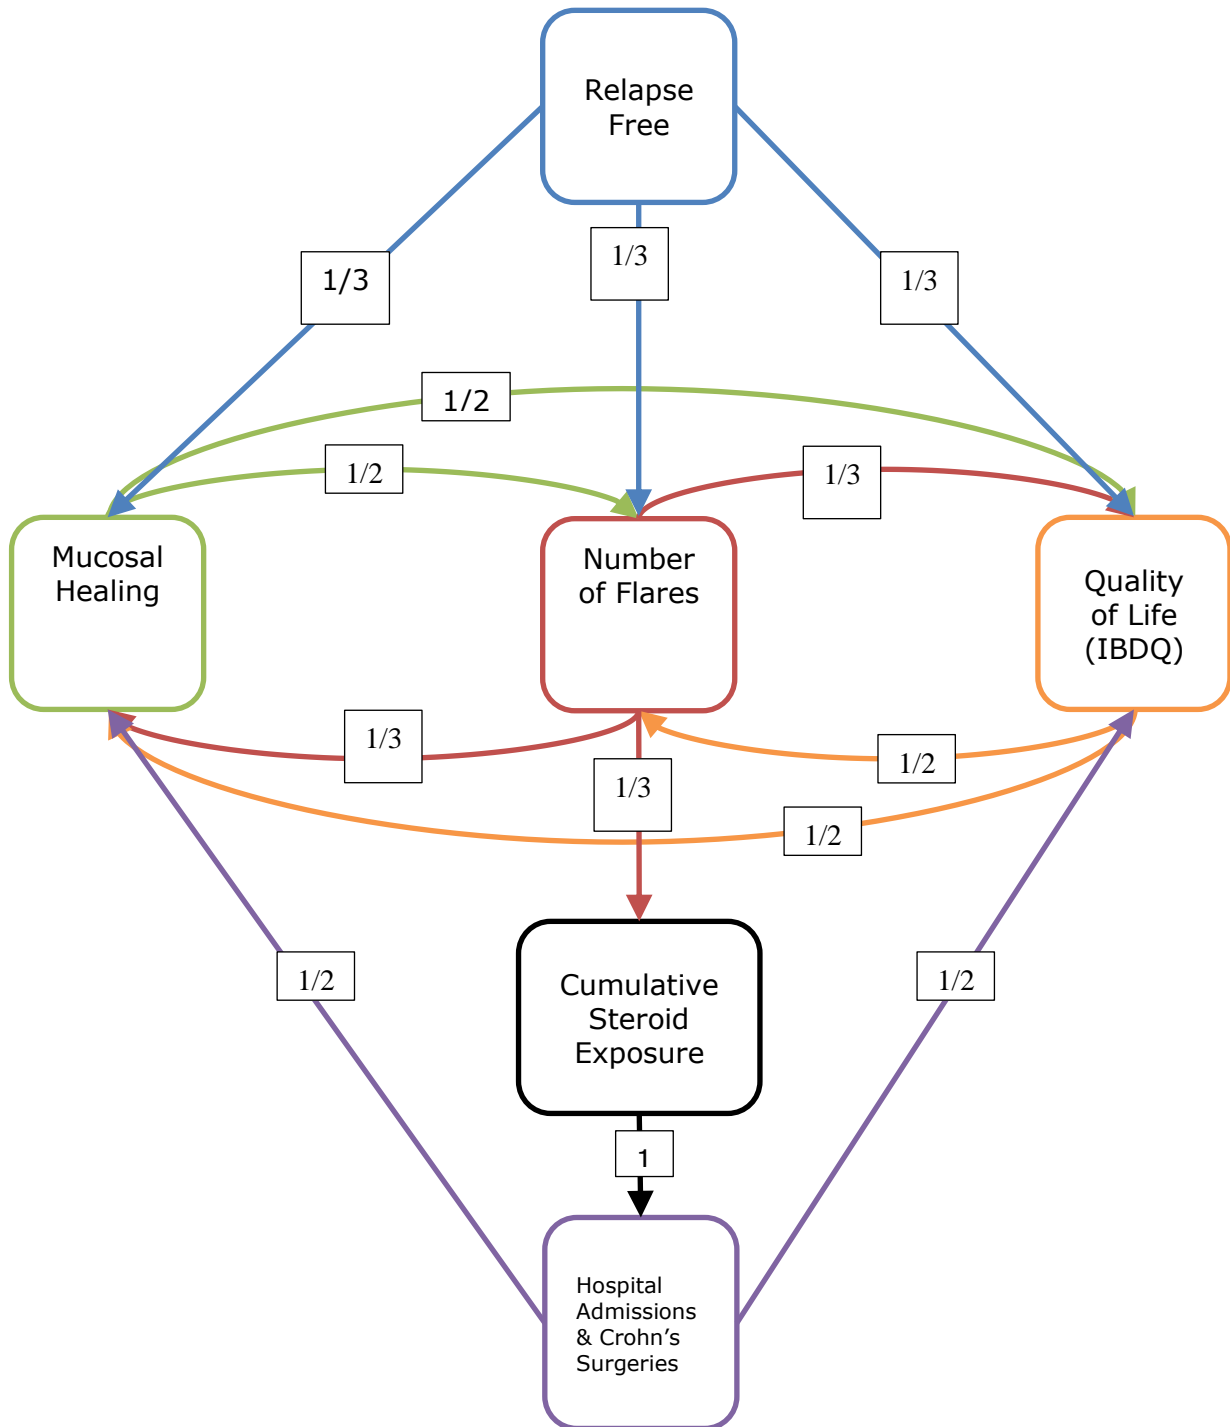 Relapse
Free
1/3
1/3
1/3
1/2
1/2
1/3
Mucosal
Healing
Number
of Flares
Quality
of Life
(IBDQ)
1/3
1/3
1/2
1/2
Cumulative
Steroid
Exposure
1/2
1/2
1
Hospital
Admissions
& Crohn’s
Surgeries